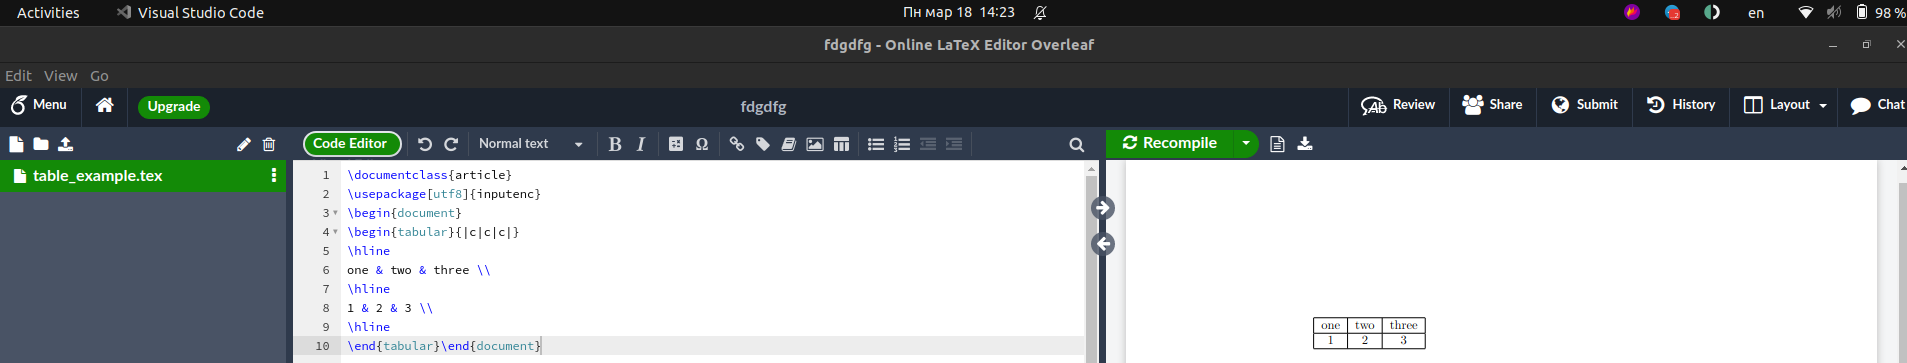 Activities Visual Studio Code Пн мар 18 14:23 en 98 %
fdgdfg - Online LaTeX Editor Overleaf
Edit View Go
Menu Upgrade fdgdfg Review Share Submit History Layout Chat
Code Editor Normal text B I Ω Recompile
table_example.tex
1 \documentclass{article}
2 \usepackage[utf8]{inputenc}
3 \begin{document}
4 \begin{tabular}{|c|c|c|}
5 \hline
6 one & two & three \\
7 \hline
8 1 & 2 & 3 \\
9 \hline
10 \end{tabular}\end{document}
one two three
1 2 3